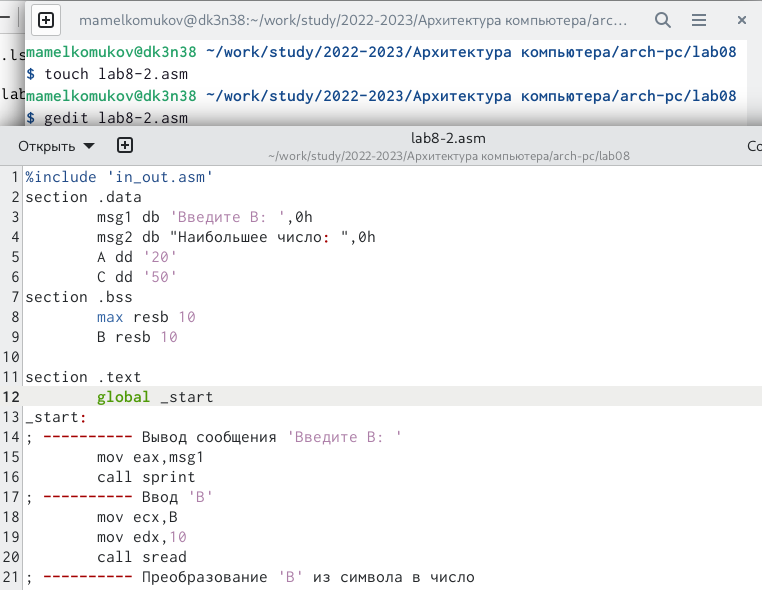 mamelkomukov@dk3n38:~/work/study/2022-2023/Архитектура компьютера/arc…
.ls
mamelkomukov@dk3n38 ~/work/study/2022-2023/Архитектура компьютера/arch-pc/lab08
$ touch lab8-2.asm
lab
mamelkomukov@dk3n38 ~/work/study/2022-2023/Архитектура компьютера/arch-pc/lab08
$ gedit lab8-2.asm
Открыть
lab8-2.asm
~/work/study/2022-2023/Архитектура компьютера/arch-pc/lab08
Со
1 %include 'in_out.asm'
2 section .data
3 msg1 db 'Введите В: ',0h
4 msg2 db "Наибольшее число: ",0h
5 A dd '20'
6 C dd '50'
7 section .bss
8 max resb 10
9 B resb 10
10
11 section .text
12 global _start
13 _start:
14 ; ---------- Вывод сообщения 'Введите В: '
15 mov eax,msg1
16 call sprint
17 ; ---------- Ввод 'В'
18 mov ecx,B
19 mov edx,10
20 call sread
21 ; ---------- Преобразование 'В' из символа в число